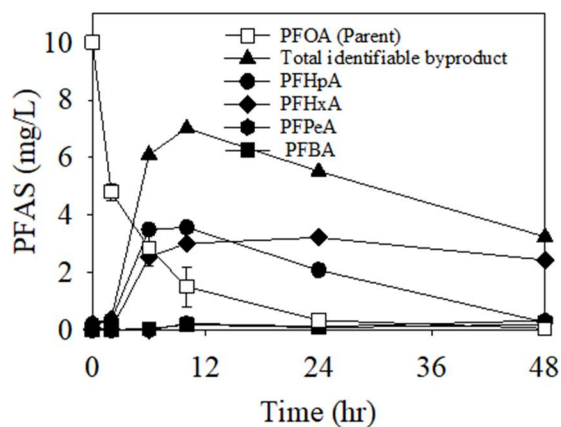 PFOA (Parent)
Total identifiable byproduct
PFHpA
PFHxA
PFPeA
PFBA
PFAS (mg/L)
10
8
6
4
2
0
0
12
24
36
48
Time (hr)